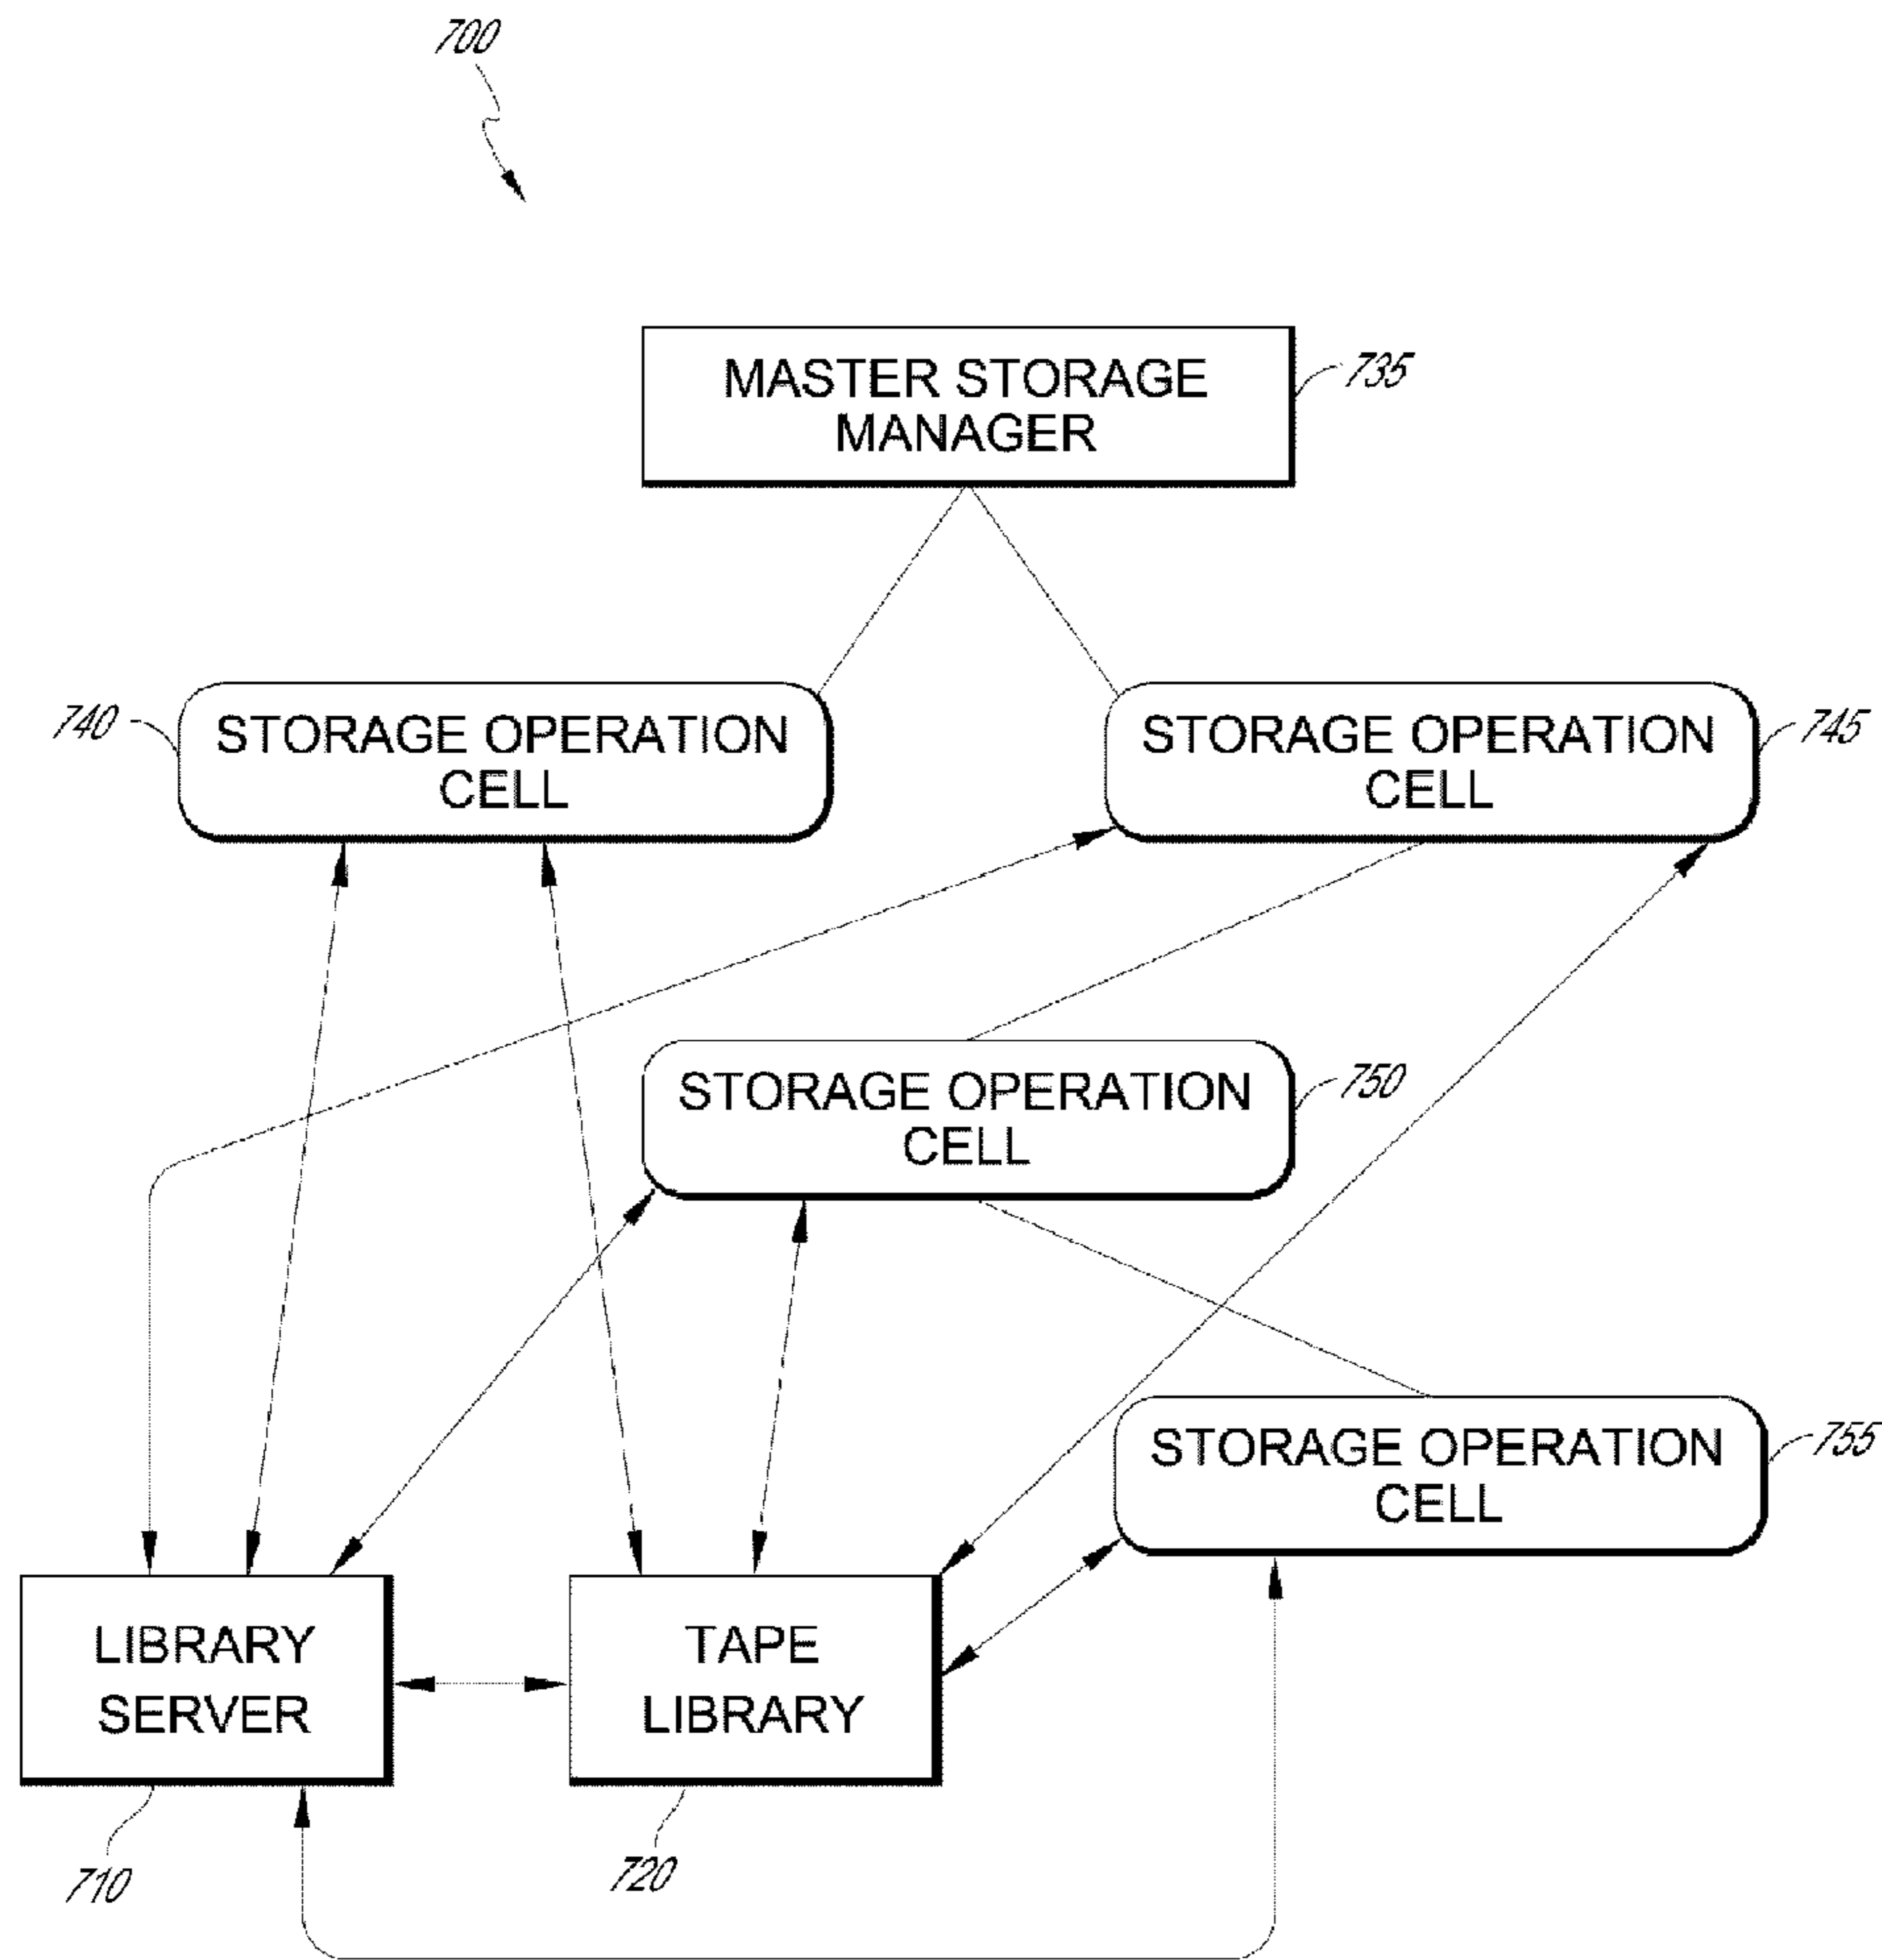 700
MASTER STORAGE
MANAGER
735
740
STORAGE OPERATION
CELL
STORAGE OPERATION
CELL
745
STORAGE OPERATION
CELL
750
STORAGE OPERATION
CELL
755
LIBRARY
SERVER
TAPE
LIBRARY
710
720